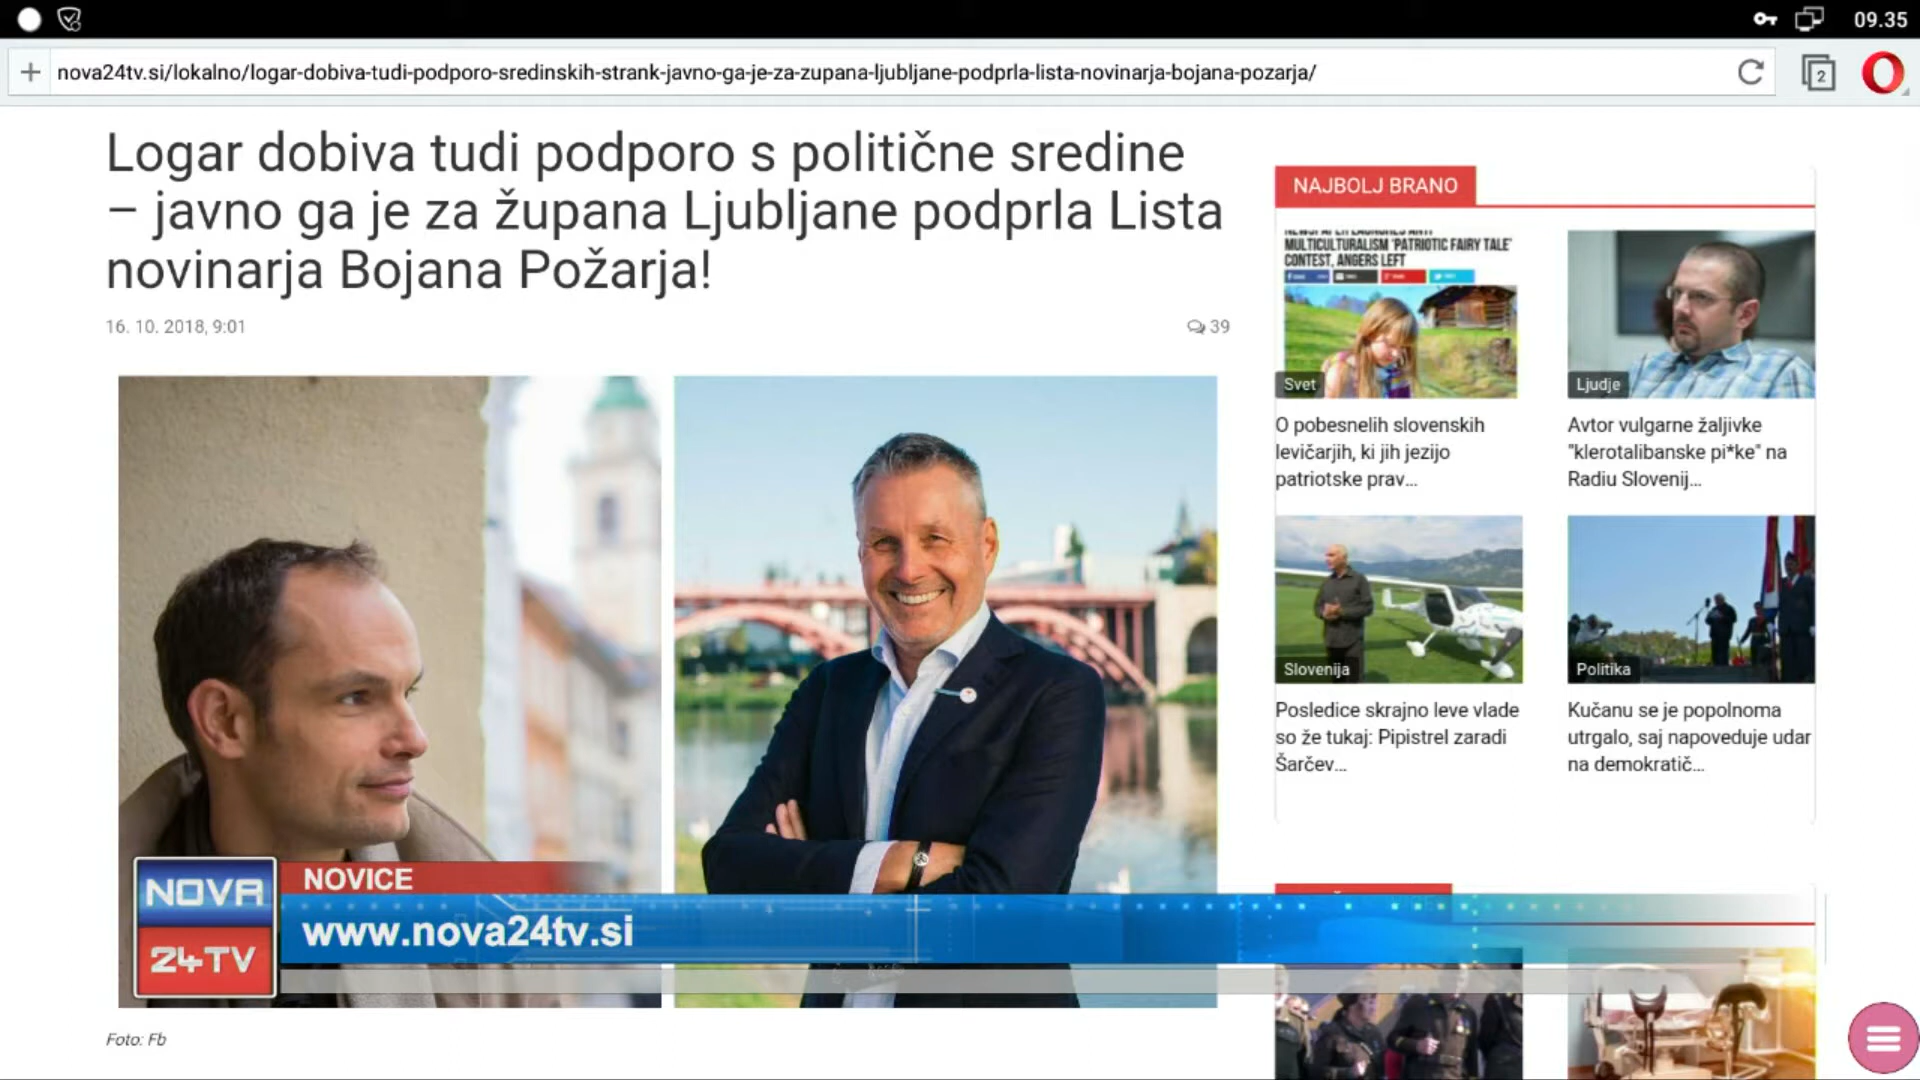 09.35
nova24tv.si/lokalno/logar-dobiva-tudi-podporo-sredinskih-strank-javno-ga-je-za-zupana-ljubljane-podprla-lista-novinarja-bojana-pozarja/
2
Logar dobiva tudi podporo s politične sredine
– javno ga je za župana Ljubljane podprla Lista
novinarja Bojana Požarja!
16. 10. 2018, 9:01
39
NAJBOLJ BRANO
MULTICULTURALISM 'PATRIOTIC FAIRY TALE'
CONTEST, ANGERS LEFT
Svet
O pobesnelih slovenskih
levičarjih, ki jih jezijo
patriotske prav...
Ljudje
Avtor vulgarne žaljivke
"klerotalibanske pi*ke" na
Radiu Slovenij...
Slovenija
Posledice skrajno leve vlade
so že tukaj: Pipistrel zaradi
Šarčev...
Politika
Kučanu se je popolnoma
utrgalo, saj napoveduje udar
na demokratič...
NOVA
24TV
NOVICE
www.nova24tv.si
Foto: Fb